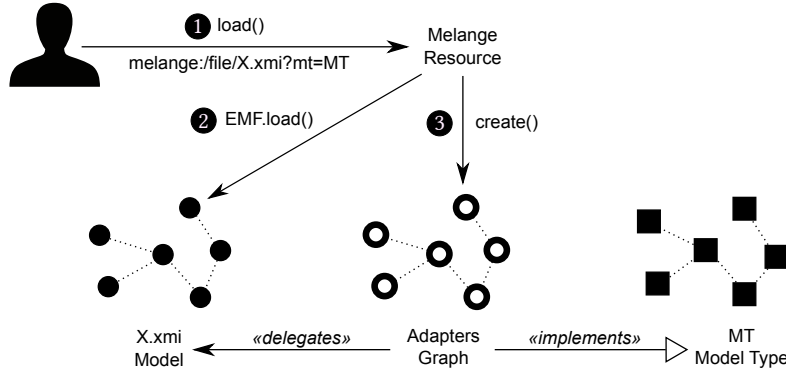 1 load()
melange:/file/X.xmi?mt=MT
Melange
Resource
2 EMF.load()
3 create()
X.xmi
Model
«delegates»
Adapters
Graph
«implements»
MT
Model Type